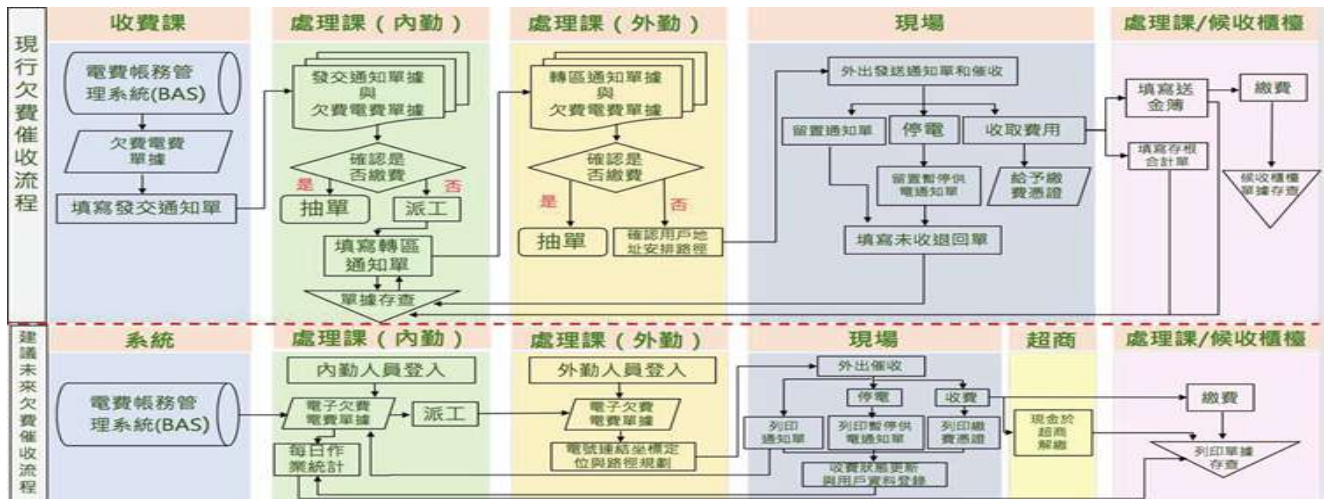 現行欠費催收流程
收費課
處理課(內勤)
處理課(外勤)
現場
處理課/候收櫃檯
電費帳務管
理系統(BAS)
欠費電費
單據
填寫發交通知單
發交通知單據
與
欠費電費單據
確認是
否繳費
是
否
抽單
派工
填寫轉區
通知單
單據存查
轉區通知單據
與
欠費電費單據
確認是
否繳費
是
否
抽單
確認用戶地
址安排路徑
外出發送通知單和催收
留置通知單
停電
收取費用
留置暫停供
電通知單
給予繳
費憑證
填寫未收退回單
填寫送
金簿
填寫存根
合計單
繳費
候收櫃檯
單據存查
建議未來欠費催收流程
系統
處理課(內勤)
處理課(外勤)
現場
超商
處理課/候收櫃檯
電費帳務管
理系統(BAS)
內勤人員登入
電子欠費
電費單據
派工
每日作
業統計
外勤人員登入
電子欠費
電費單據
電號連結坐標定
位與路徑規劃
外出催收
停電
收費
列印
通知單
列印暫停供
電通知單
列印繳
費憑證
收費狀態更新
與用戶資料登錄
現金於
超商
解繳
繳費
列印單據
存查